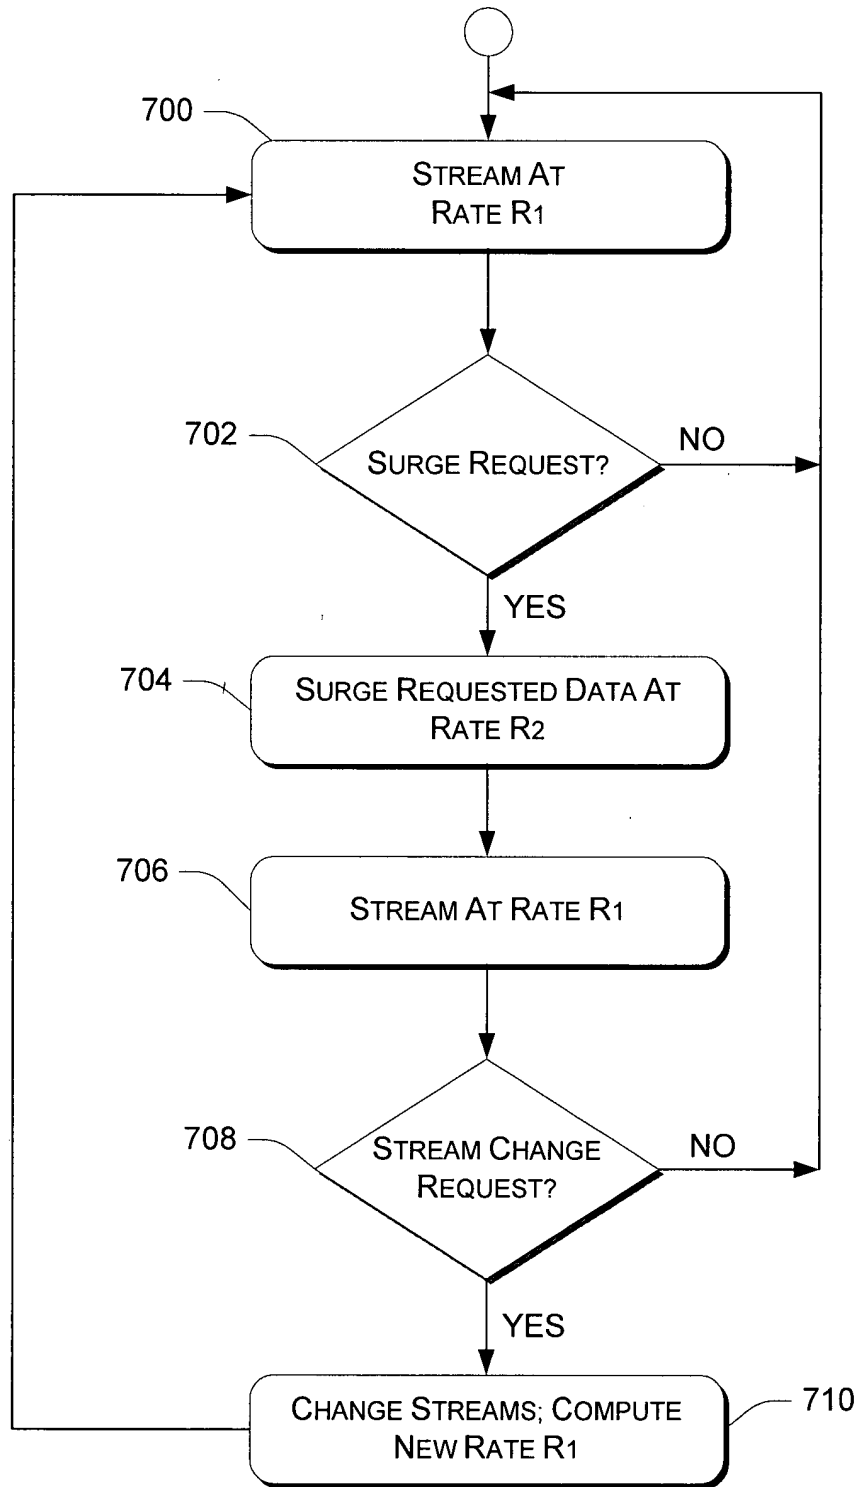 700
STREAM AT
RATE R1
702
SURGE REQUEST?
NO
YES
704
SURGE REQUESTED DATA AT
RATE R2
706
STREAM AT RATE R1
708
STREAM CHANGE
REQUEST?
NO
YES
CHANGE STREAMS; COMPUTE
NEW RATE R1
710